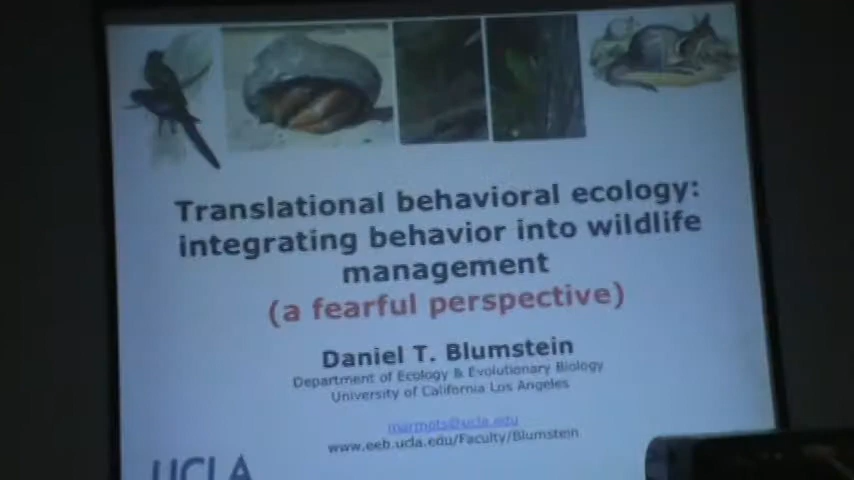 Translational behavioral ecology:
integrating behavior into wildlife
management
(a fearful perspective)
Daniel T. Blumstein
Department of Ecology & Evolutionary Biology
University of California Los Angeles
marmots@ucla.edu
www.eeb.ucla.edu/Faculty/Blumstein
UCLA